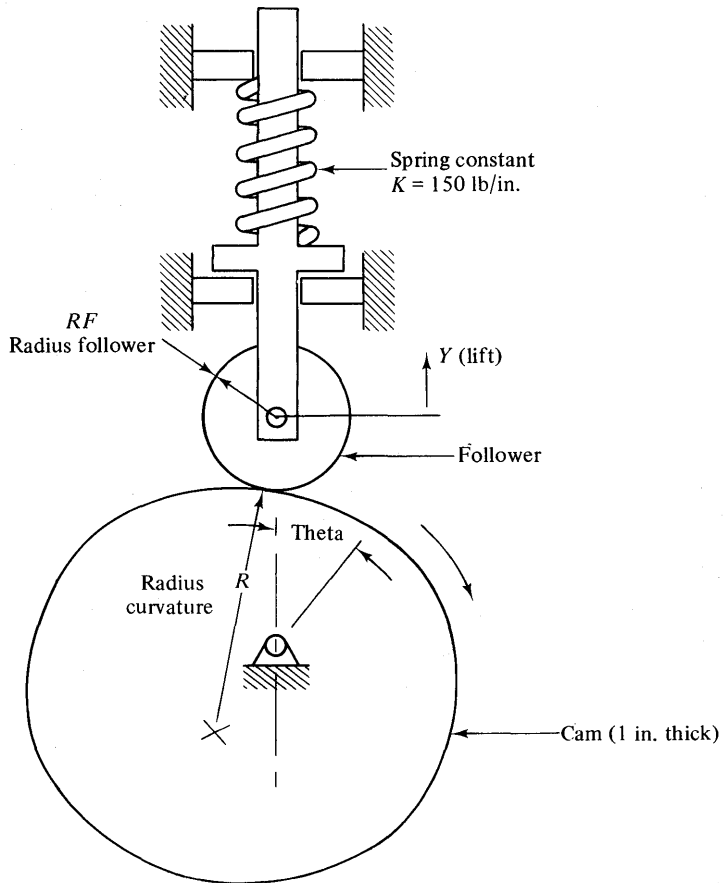 Spring constant
K = 150 lb/in.
RF
Radius follower
Y (lift)
Follower
Theta
Radius
curvature
R
Cam (1 in. thick)